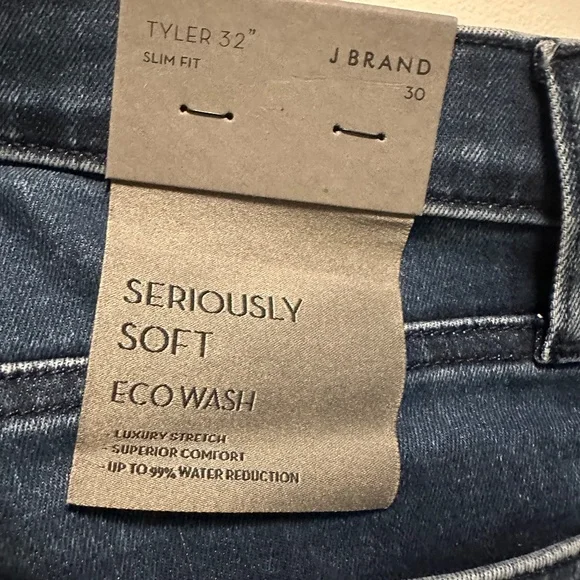 TYLER 32"
SLIM FIT
J BRAND
30
SERIOUSLY
SOFT
ECO WASH
- LUXURY STRETCH
- SUPERIOR COMFORT
- UP TO 99% WATER REDUCTION